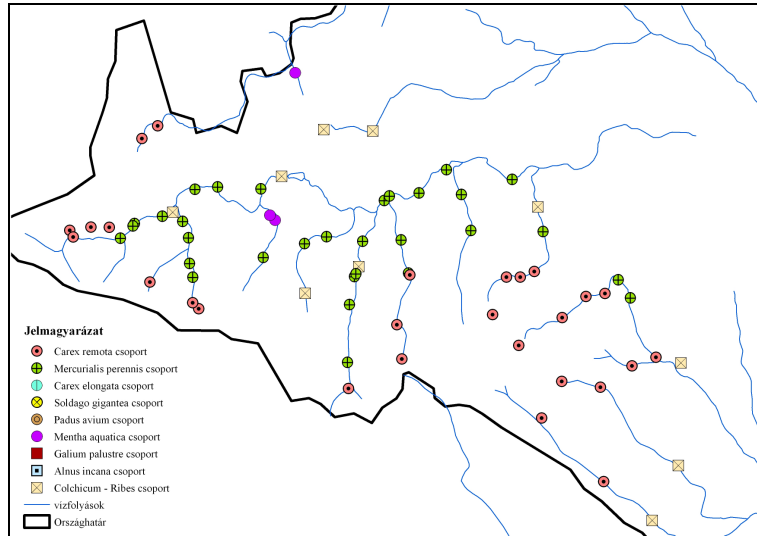 Jelmagyarázat
Carex remota csoport
Mercurialis perennis csoport
Carex elongata csoport
Soldago gigantea csoport
Padus avium csoport
Mentha aquatica csoport
Galium palustre csoport
Alnus incana csoport
Colchicum - Ribes csoport
vizfolyások
Országhatár